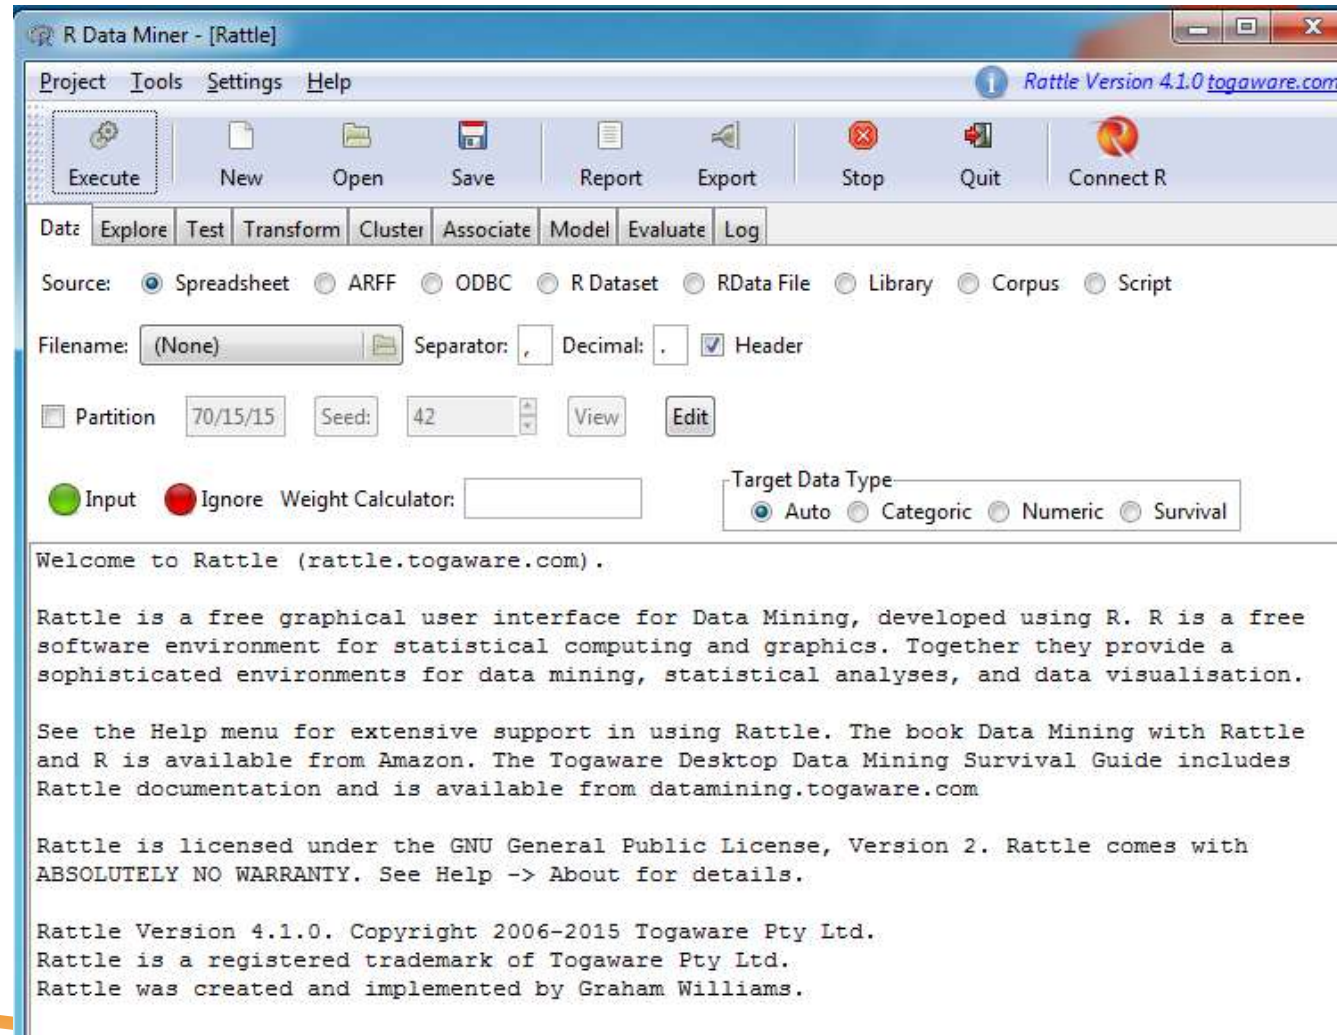 R Data Miner - [Rattle]
Project Tools Settings Help Rattle Version 4.1.0 togaware.com
Execute New Open Save Report Export Stop Quit Connect R
Data Explore Test Transform Cluster Associate Model Evaluate Log
Source: Spreadsheet ARFF ODBC R Dataset RData File Library Corpus Script
Filename: (None) Separator: , Decimal: . Header
Partition 70/15/15 Seed: 42 View Edit
Target Data Type
Input Ignore Weight Calculator: Auto Categoric Numeric Survival
Welcome to Rattle (rattle.togaware.com).
Rattle is a free graphical user interface for Data Mining, developed using R. R is a free
software environment for statistical computing and graphics. Together they provide a
sophisticated environments for data mining, statistical analyses, and data visualisation.
See the Help menu for extensive support in using Rattle. The book Data Mining with Rattle
and R is available from Amazon. The Togaware Desktop Data Mining Survival Guide includes
Rattle documentation and is available from datamining.togaware.com
Rattle is licensed under the GNU General Public License, Version 2. Rattle comes with
ABSOLUTELY NO WARRANTY. See Help -> About for details.
Rattle Version 4.1.0. Copyright 2006-2015 Togaware Pty Ltd.
Rattle is a registered trademark of Togaware Pty Ltd.
Rattle was created and implemented by Graham Williams.